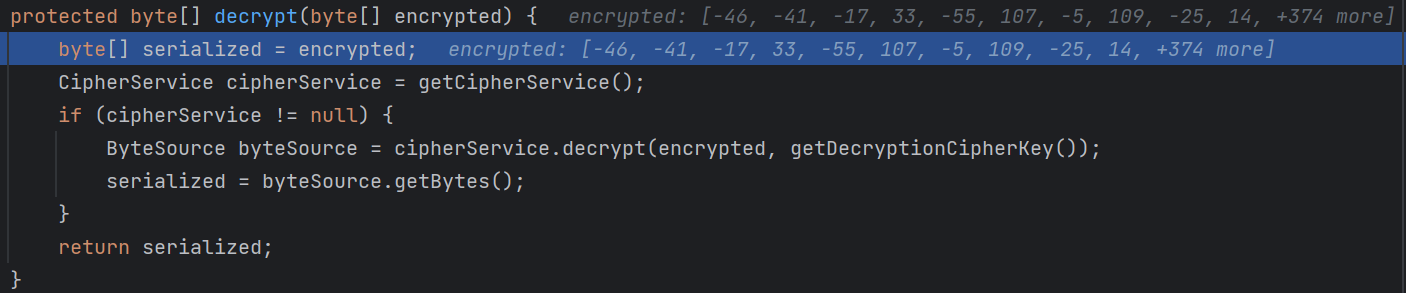 protected byte[] decrypt(byte[] encrypted) {   encrypted: [-46, -41, -17, 33, -55, 107, -5, 109, -25, 14, +374 more]
    byte[] serialized = encrypted;   encrypted: [-46, -41, -17, 33, -55, 107, -5, 109, -25, 14, +374 more]
    CipherService cipherService = getCipherService();
    if (cipherService != null) {
        ByteSource byteSource = cipherService.decrypt(encrypted, getDecryptionCipherKey());
        serialized = byteSource.getBytes();
    }
    return serialized;
}